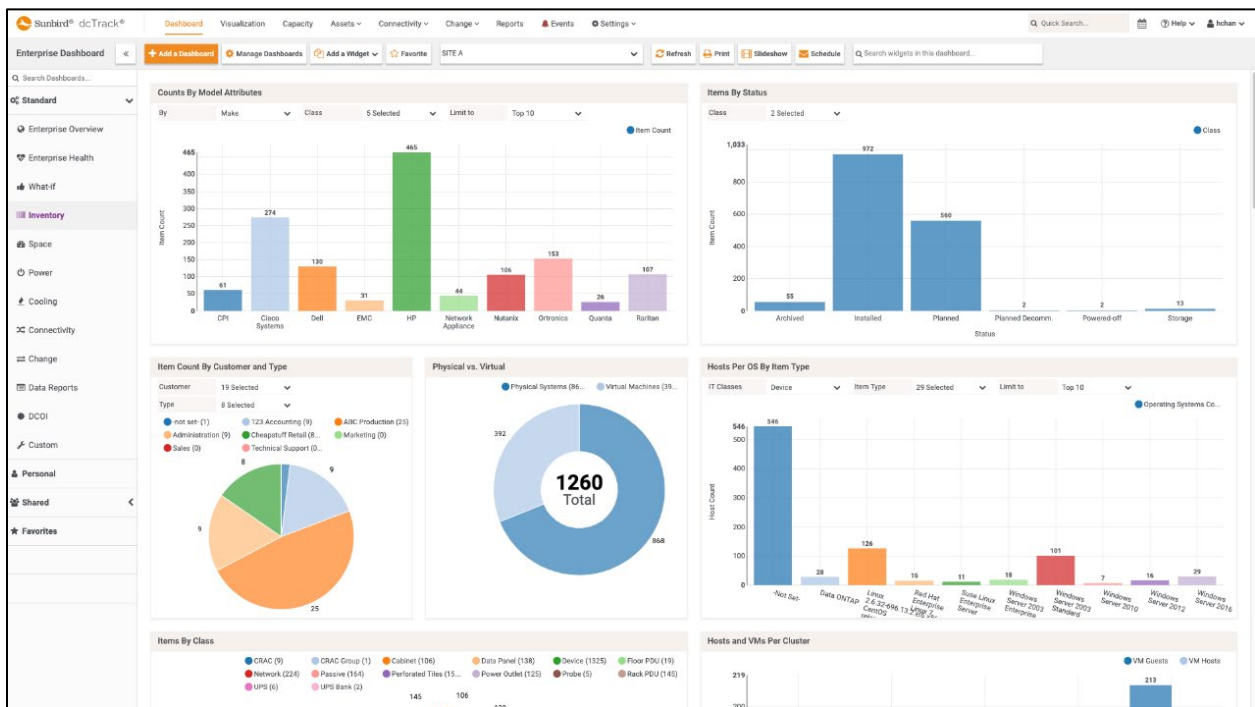 Sunbird® dcTrack®
Dashboard Visualization Capacity Assets Connectivity Change Reports Events Settings
Quick Search... Help hchan
Enterprise Dashboard « + Add a Dashboard Manage Dashboards Add a Widget Favorite SITE A Refresh Print Slideshow Schedule Search widgets in this dashboard...
Search Dashboards...
Standard
Enterprise Overview
Enterprise Health
What-if
Inventory
Space
Power
Cooling
Connectivity
Change
Data Reports
DCOI
Custom
Personal
Shared
Favorites
Counts By Model Attributes
By Make Class 5 Selected Limit to Top 10
Item Count
465
400
350
300
250
200
150
100
50
0
Item Count
61 274 130 31 465 44 106 153 26 107
CPI Cisco Systems Dell EMC HP Network Appliance Nutanix Ortronics Quanta Raritan
Items By Status
Class 2 Selected
Class
1,033
800
600
400
200
0
Item Count
55 972 560 2 2 13
Archived Installed Planned Planned Decomm. Powered-off Storage
Status
Item Count By Customer and Type
Customer 19 Selected
Type 8 Selected
-not set- (1) 123 Accounting (9) ABC Production (25)
Administration (9) Cheapstuff Retail (8... Marketing (0)
Sales (0) Technical Support (0...
8 9
9
25
Physical vs. Virtual
Physical Systems (86... Virtual Machines (39...
392
1260
Total
868
Hosts Per OS By Item Type
IT Classes Device Item Type 29 Selected Limit to Top 10
Operating Systems Co...
546
500
400
300
200
100
0
Host Count
546 28 126 15 11 18 101 7 16 29
-Not Set-
Data ONTAP
Linux
CentOS
Red Hat
Enterprise
Suse Linux
Enterprise
Server
Windows
Server 2003
Enterprise
Windows
Server 2003
Standard
Windows
Server 2010
Windows
Server 2012
Windows
Server 2016
Items By Class
CRAC (9) CRAC Group (1) Cabinet (106) Data Panel (138) Device (1325) Floor PDU (19)
Network (224) Passive (164) Perforated Tiles (15... Power Outlet (125) Probe (5) Rack PDU (145)
UPS (6) UPS Bank (2)
145 106
Hosts and VMs Per Cluster
VM Guests VM Hosts
219
213